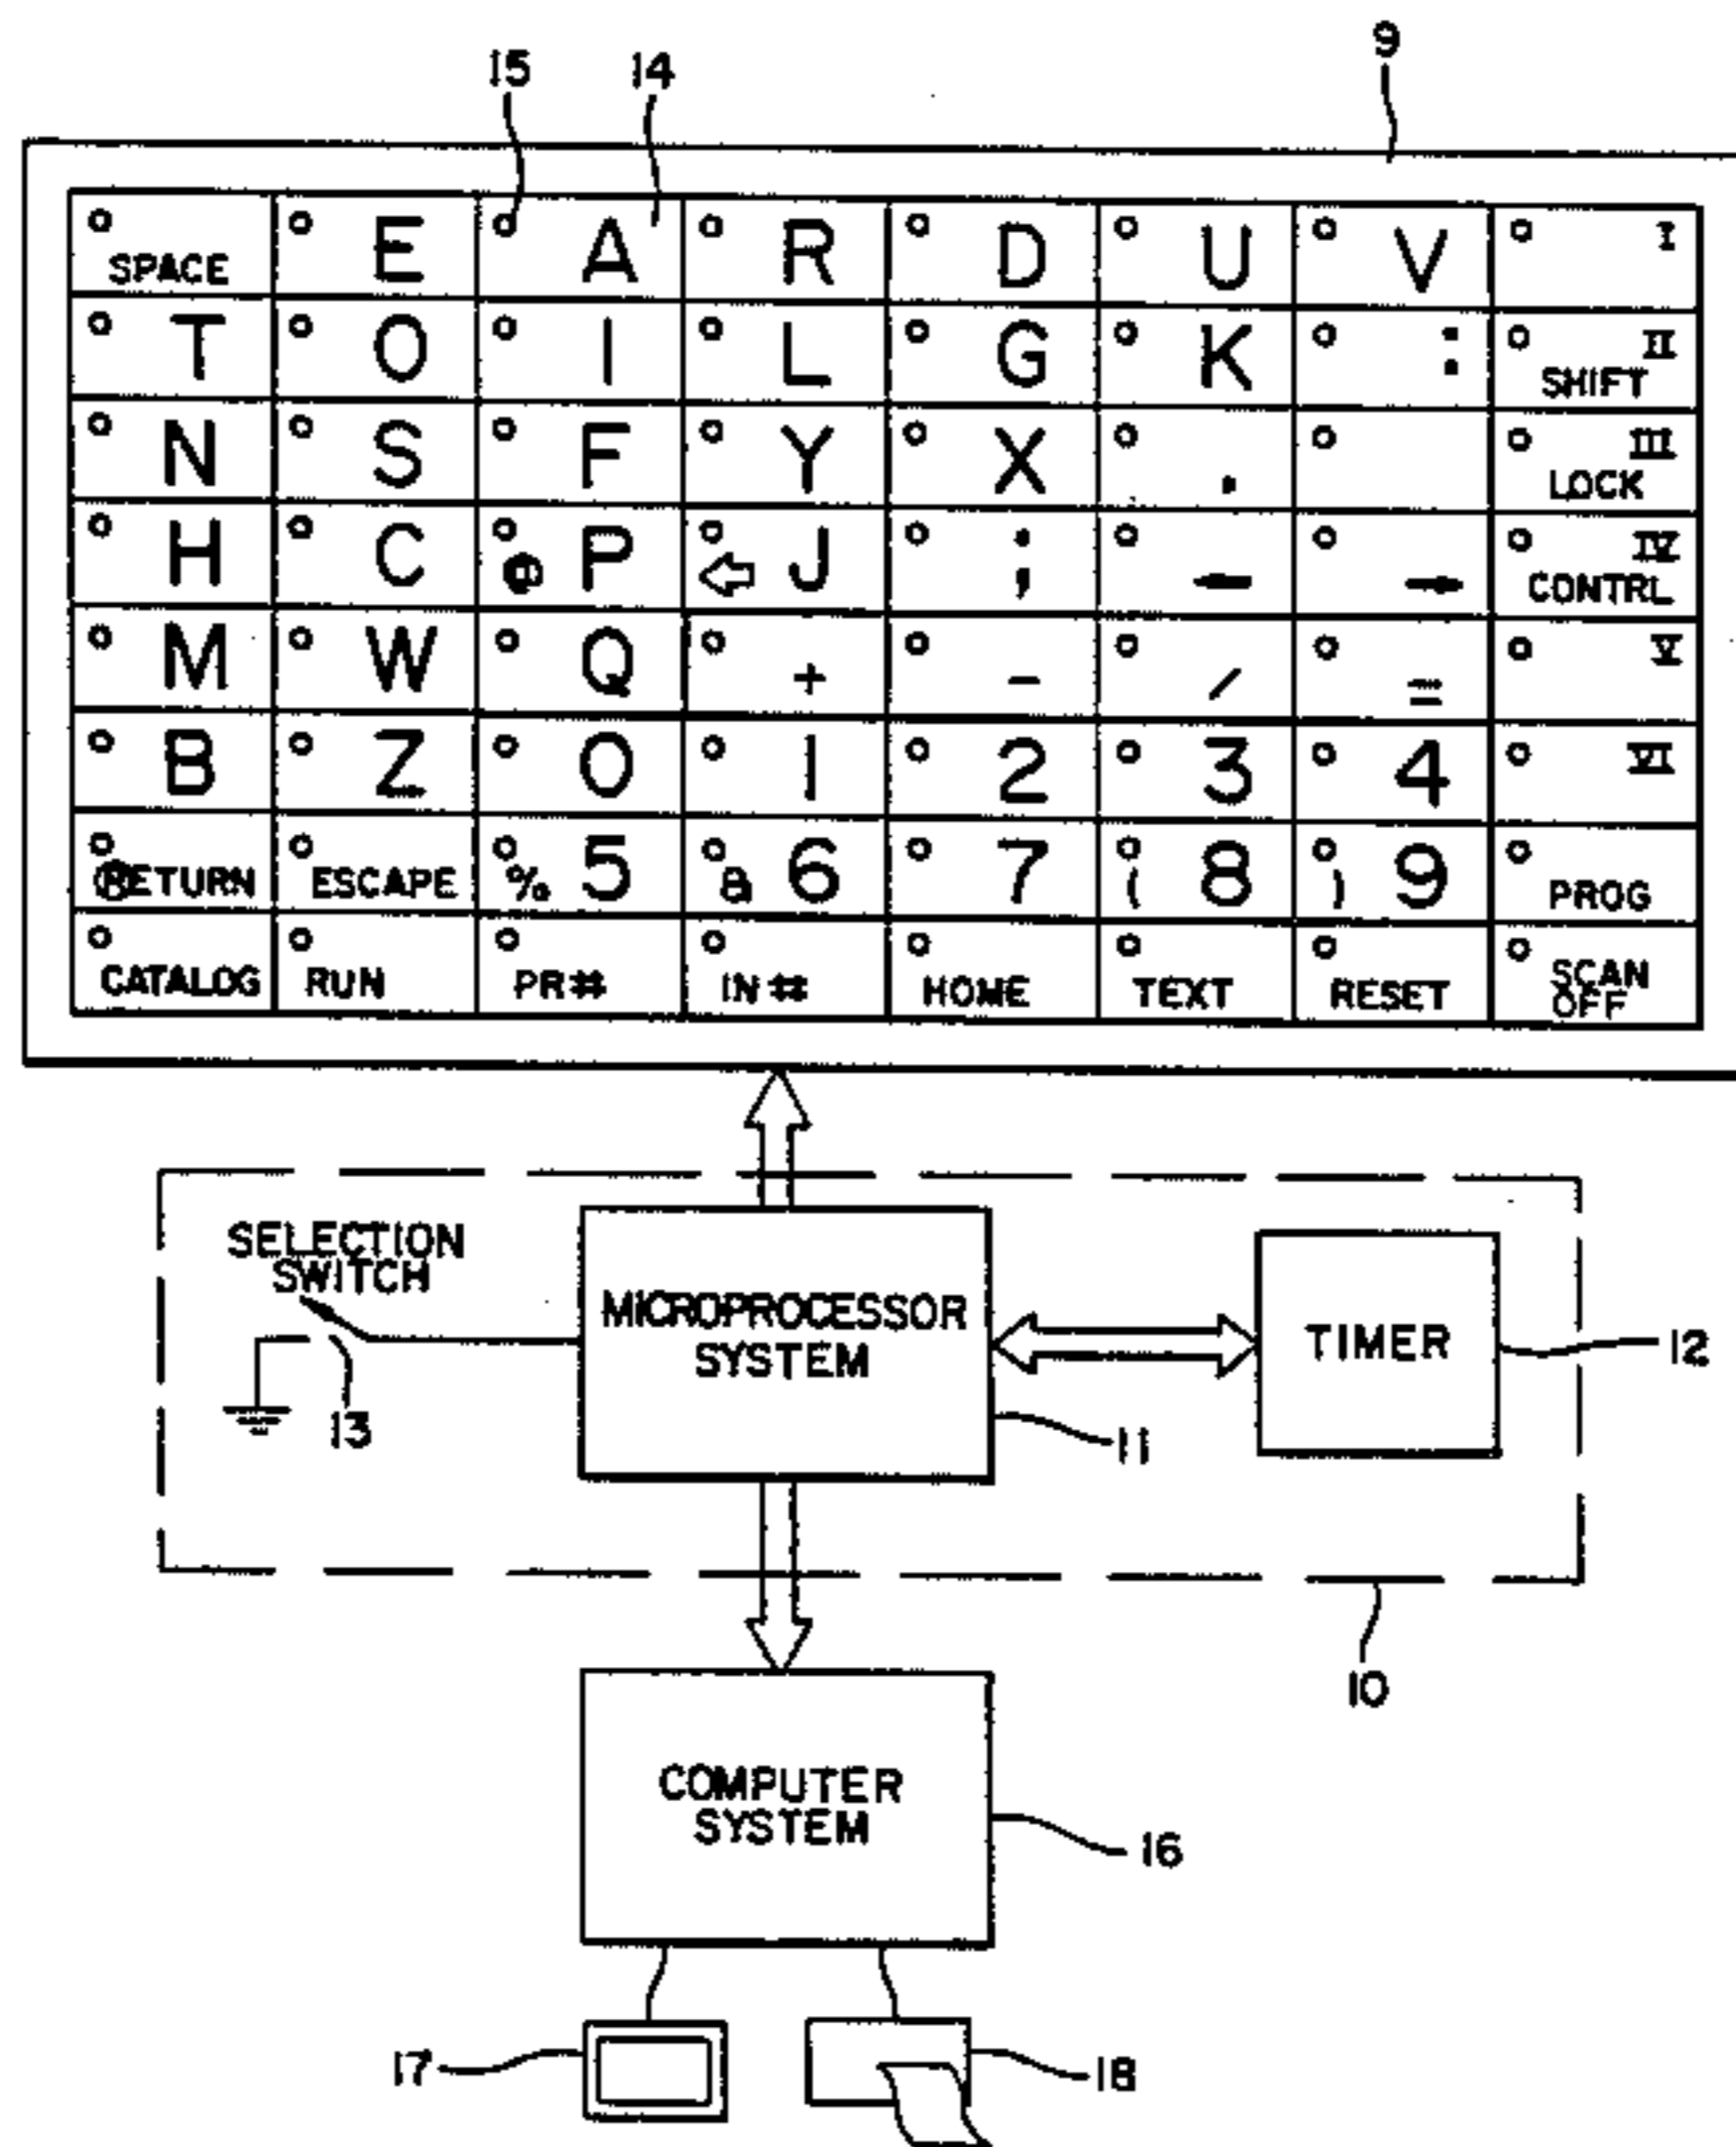 15 14 9
SPACE E A R D U V I
T O I L G K : II SHIFT
N S F Y X . III LOCK
H C P J ; ← → IV CONTRL
M W Q + - / = V
B Z 0 1 2 3 4 VI
RETURN ESCAPE % 5 & 6 7 ( 8 ) 9 PROG
CATALOG RUN PR# IN# HOME TEXT RESET SCAN OFF
SELECTION
SWITCH
MICROPROCESSOR
SYSTEM
TIMER
12
13
11
10
COMPUTER
SYSTEM
16
17
18